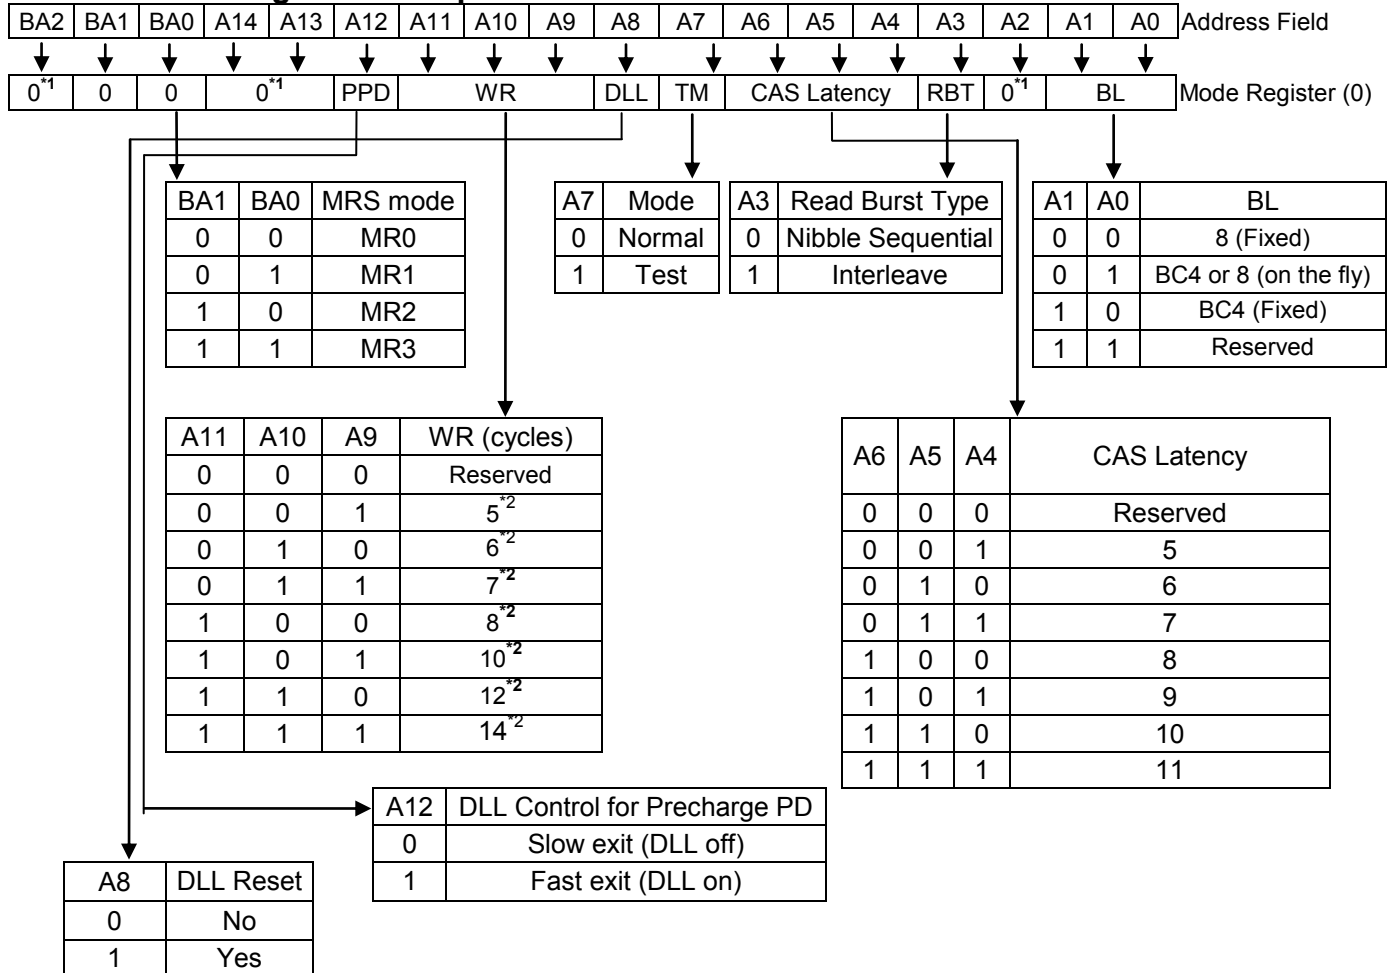 BA2 BA1 BA0 A14 A13 A12 A11 A10 A9 A8 A7 A6 A5 A4 A3 A2 A1 A0 Address Field
0*1 0 0 0*1 PPD WR DLL TM CAS Latency RBT 0*1 BL Mode Register (0)
BA1 BA0 MRS mode
0 0 MR0
0 1 MR1
1 0 MR2
1 1 MR3
A7 Mode
0 Normal
1 Test
A3 Read Burst Type
0 Nibble Sequential
1 Interleave
A1 A0 BL
0 0 8 (Fixed)
0 1 BC4 or 8 (on the fly)
1 0 BC4 (Fixed)
1 1 Reserved
A11 A10 A9 WR (cycles)
0 0 0 Reserved
0 0 1 5*2
0 1 0 6*2
0 1 1 7*2
1 0 0 8*2
1 0 1 10*2
1 1 0 12*2
1 1 1 14*2
A6 A5 A4 CAS Latency
0 0 0 Reserved
0 0 1 5
0 1 0 6
0 1 1 7
1 0 0 8
1 0 1 9
1 1 0 10
1 1 1 11
A12 DLL Control for Precharge PD
0 Slow exit (DLL off)
1 Fast exit (DLL on)
A8 DLL Reset
0 No
1 Yes